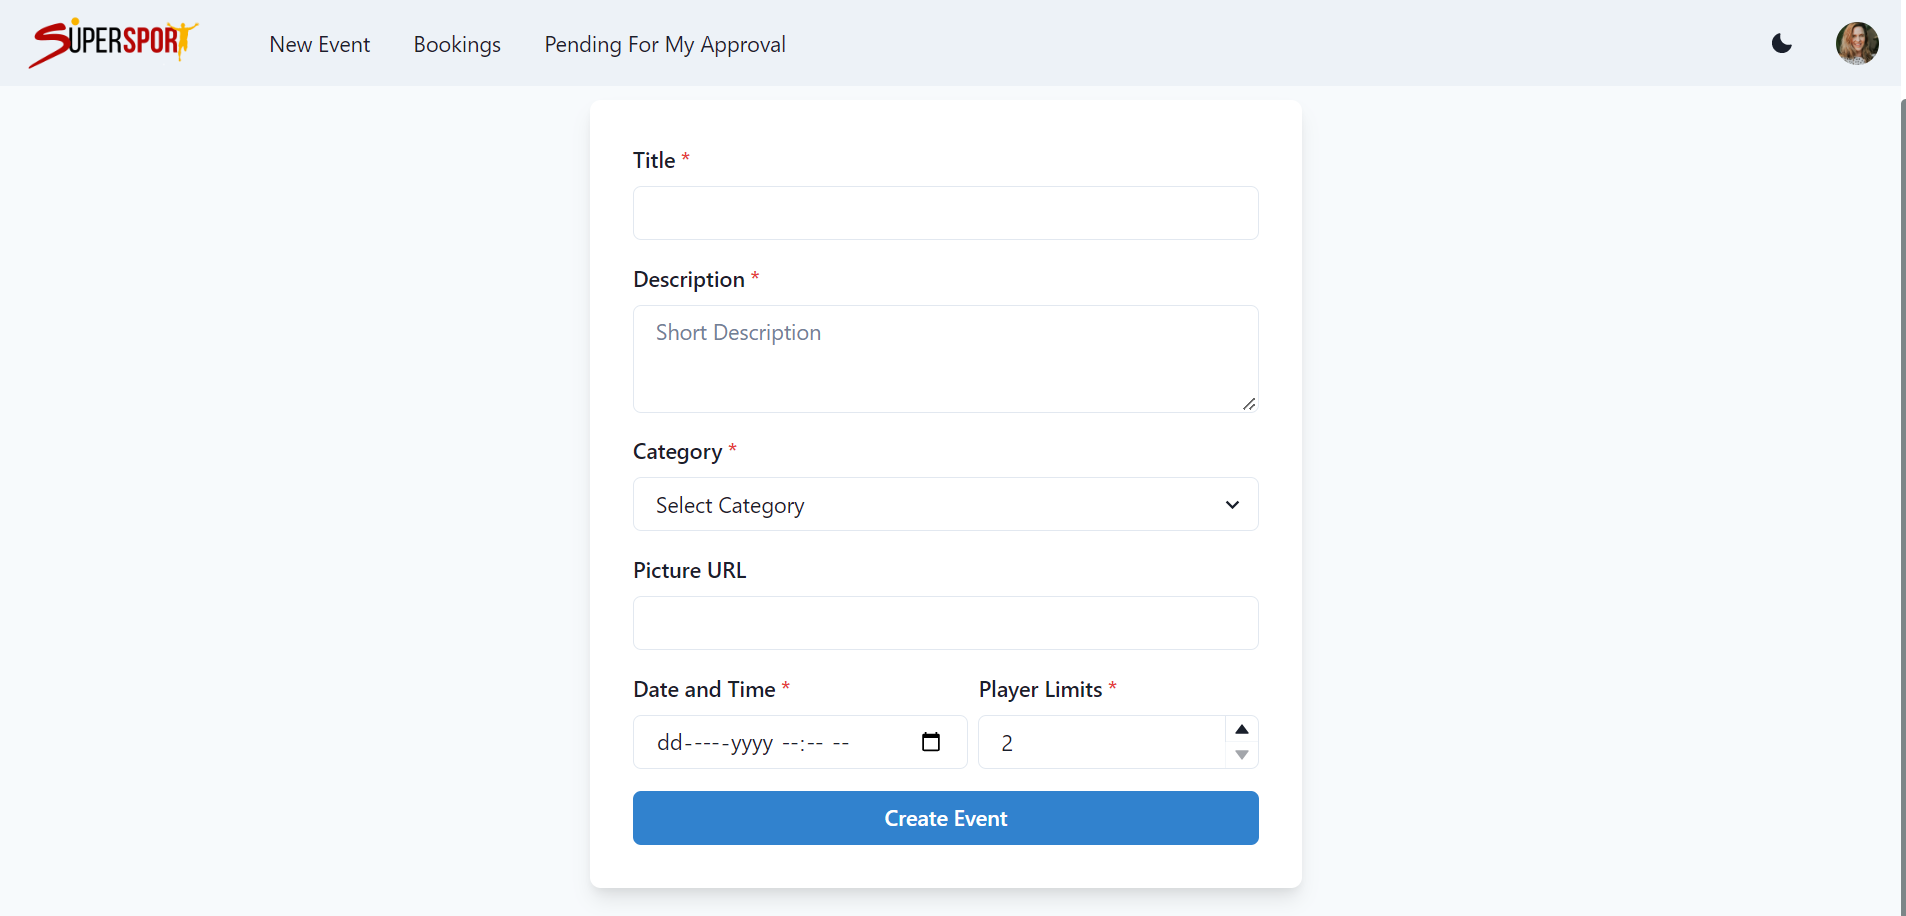 SUPERSPORT
New Event
Bookings
Pending For My Approval
Title *
Description *
Short Description
Category *
Select Category
Picture URL
Date and Time *
Player Limits *
dd-----yyyy --:-- --
2
Create Event